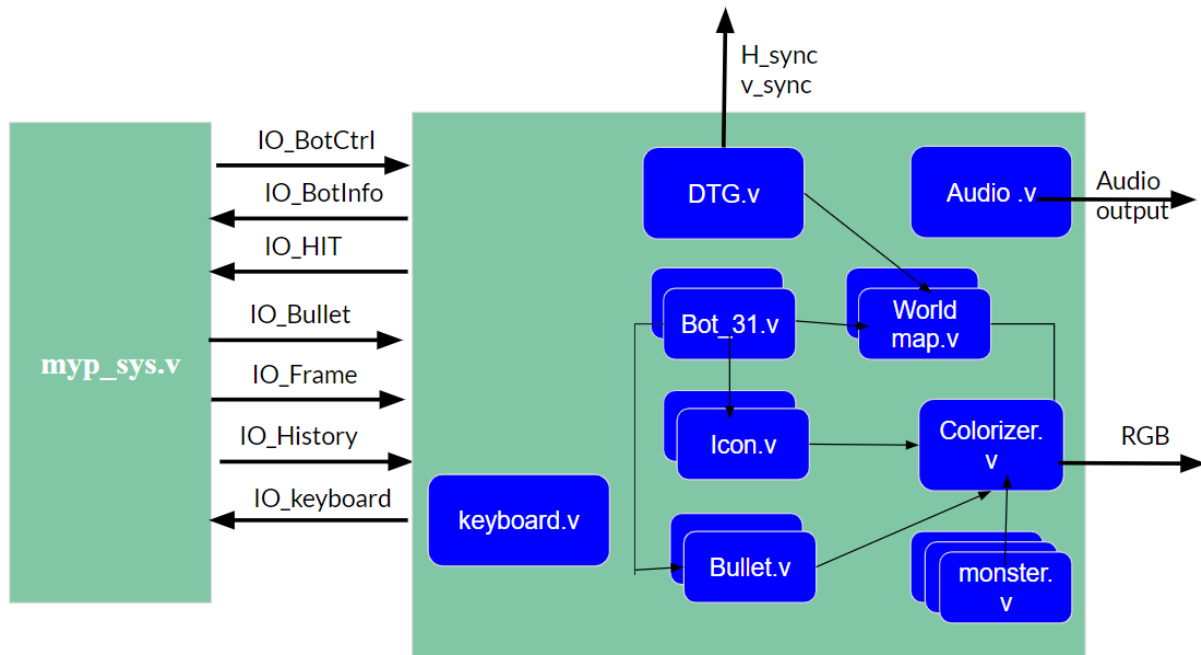 H_sync
v_sync
IO_BotCtrl
IO_BotInfo
IO_HIT
IO_Bullet
IO_Frame
IO_History
IO_keyboard
myp_sys.v
DTG.v
Audio .v
Audio
output
Bot_31.v
World
map.v
Icon.v
Colorizer.
v
RGB
keyboard.v
Bullet.v
monster.
v